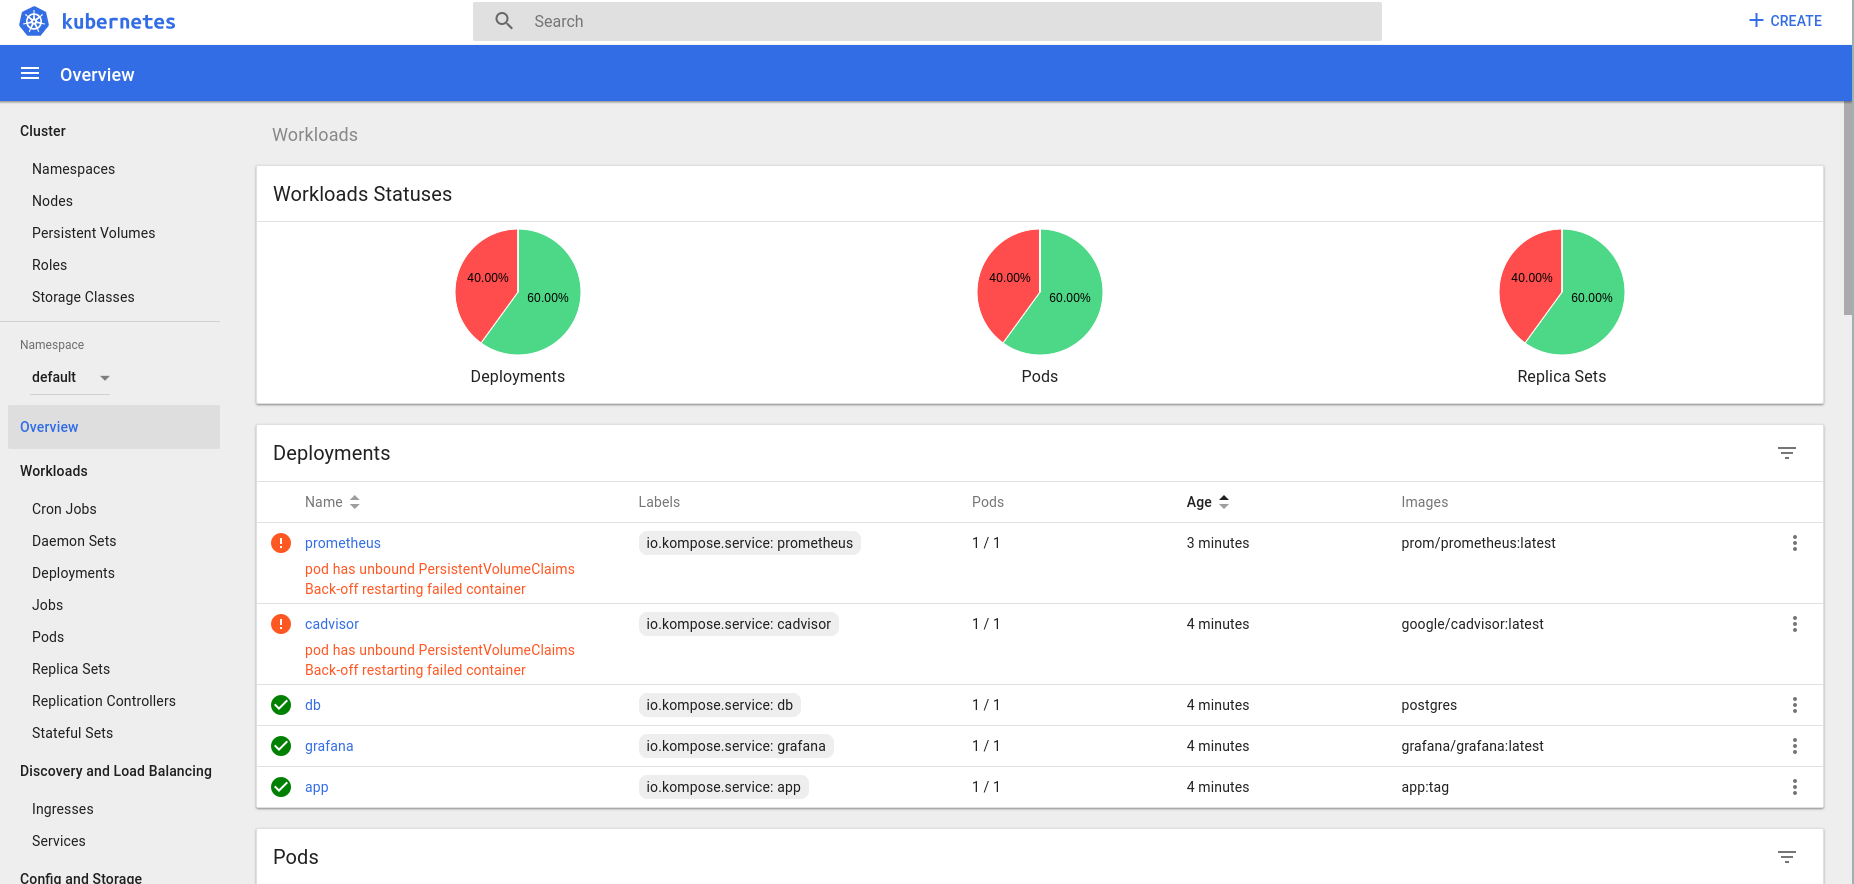 kubernetes
Search
CREATE
Overview
Cluster
Namespaces
Nodes
Persistent Volumes
Roles
Storage Classes
Namespace
default
Overview
Workloads
Cron Jobs
Daemon Sets
Deployments
Jobs
Pods
Replica Sets
Replication Controllers
Stateful Sets
Discovery and Load Balancing
Ingresses
Services
Config and Storage
Workloads
Workloads Statuses
40.00%
60.00%
Deployments
40.00%
60.00%
Pods
40.00%
60.00%
Replica Sets
Deployments
Name Labels Pods Age Images
prometheus io.kompose.service: prometheus 1 / 1 3 minutes prom/prometheus:latest
pod has unbound PersistentVolumeClaims
Back-off restarting failed container
cadvisor io.kompose.service: cadvisor 1 / 1 4 minutes google/cadvisor:latest
pod has unbound PersistentVolumeClaims
Back-off restarting failed container
db io.kompose.service: db 1 / 1 4 minutes postgres
grafana io.kompose.service: grafana 1 / 1 4 minutes grafana/grafana:latest
app io.kompose.service: app 1 / 1 4 minutes app:tag
Pods